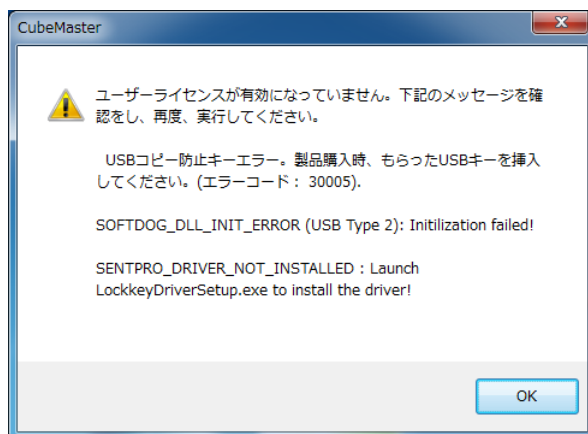 CubeMaster
ユーザーライセンスが有効になっていません。下記のメッセージを確
認をし、再度、実行してください。
USBコピー防止キーエラー。製品購入時、もらったUSBキーを挿入
してください。(エラーコード： 30005).
SOFTDOG_DLL_INIT_ERROR (USB Type 2): Initilization failed!
SENTPRO_DRIVER_NOT_INSTALLED : Launch
LockkeyDriverSetup.exe to install the driver!
OK